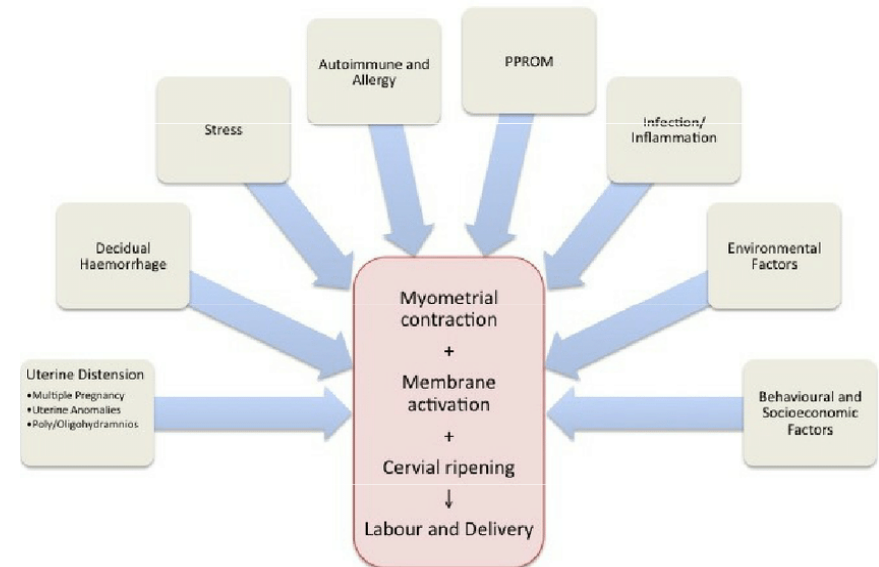 Autoimmune and
Allergy
PPROM
Stress
Infection/
Inflammation
Decidual
Haemorrhage
Environmental
Factors
Uterine Distension
•Multiple Pregnancy
•Uterine Anomalies
•Poly/Oligohydramnios
Behavioural and
Socioeconomic
Factors
Myometrial
contraction
+
Membrane
activation
+
Cervial ripening
↓
Labour and Delivery